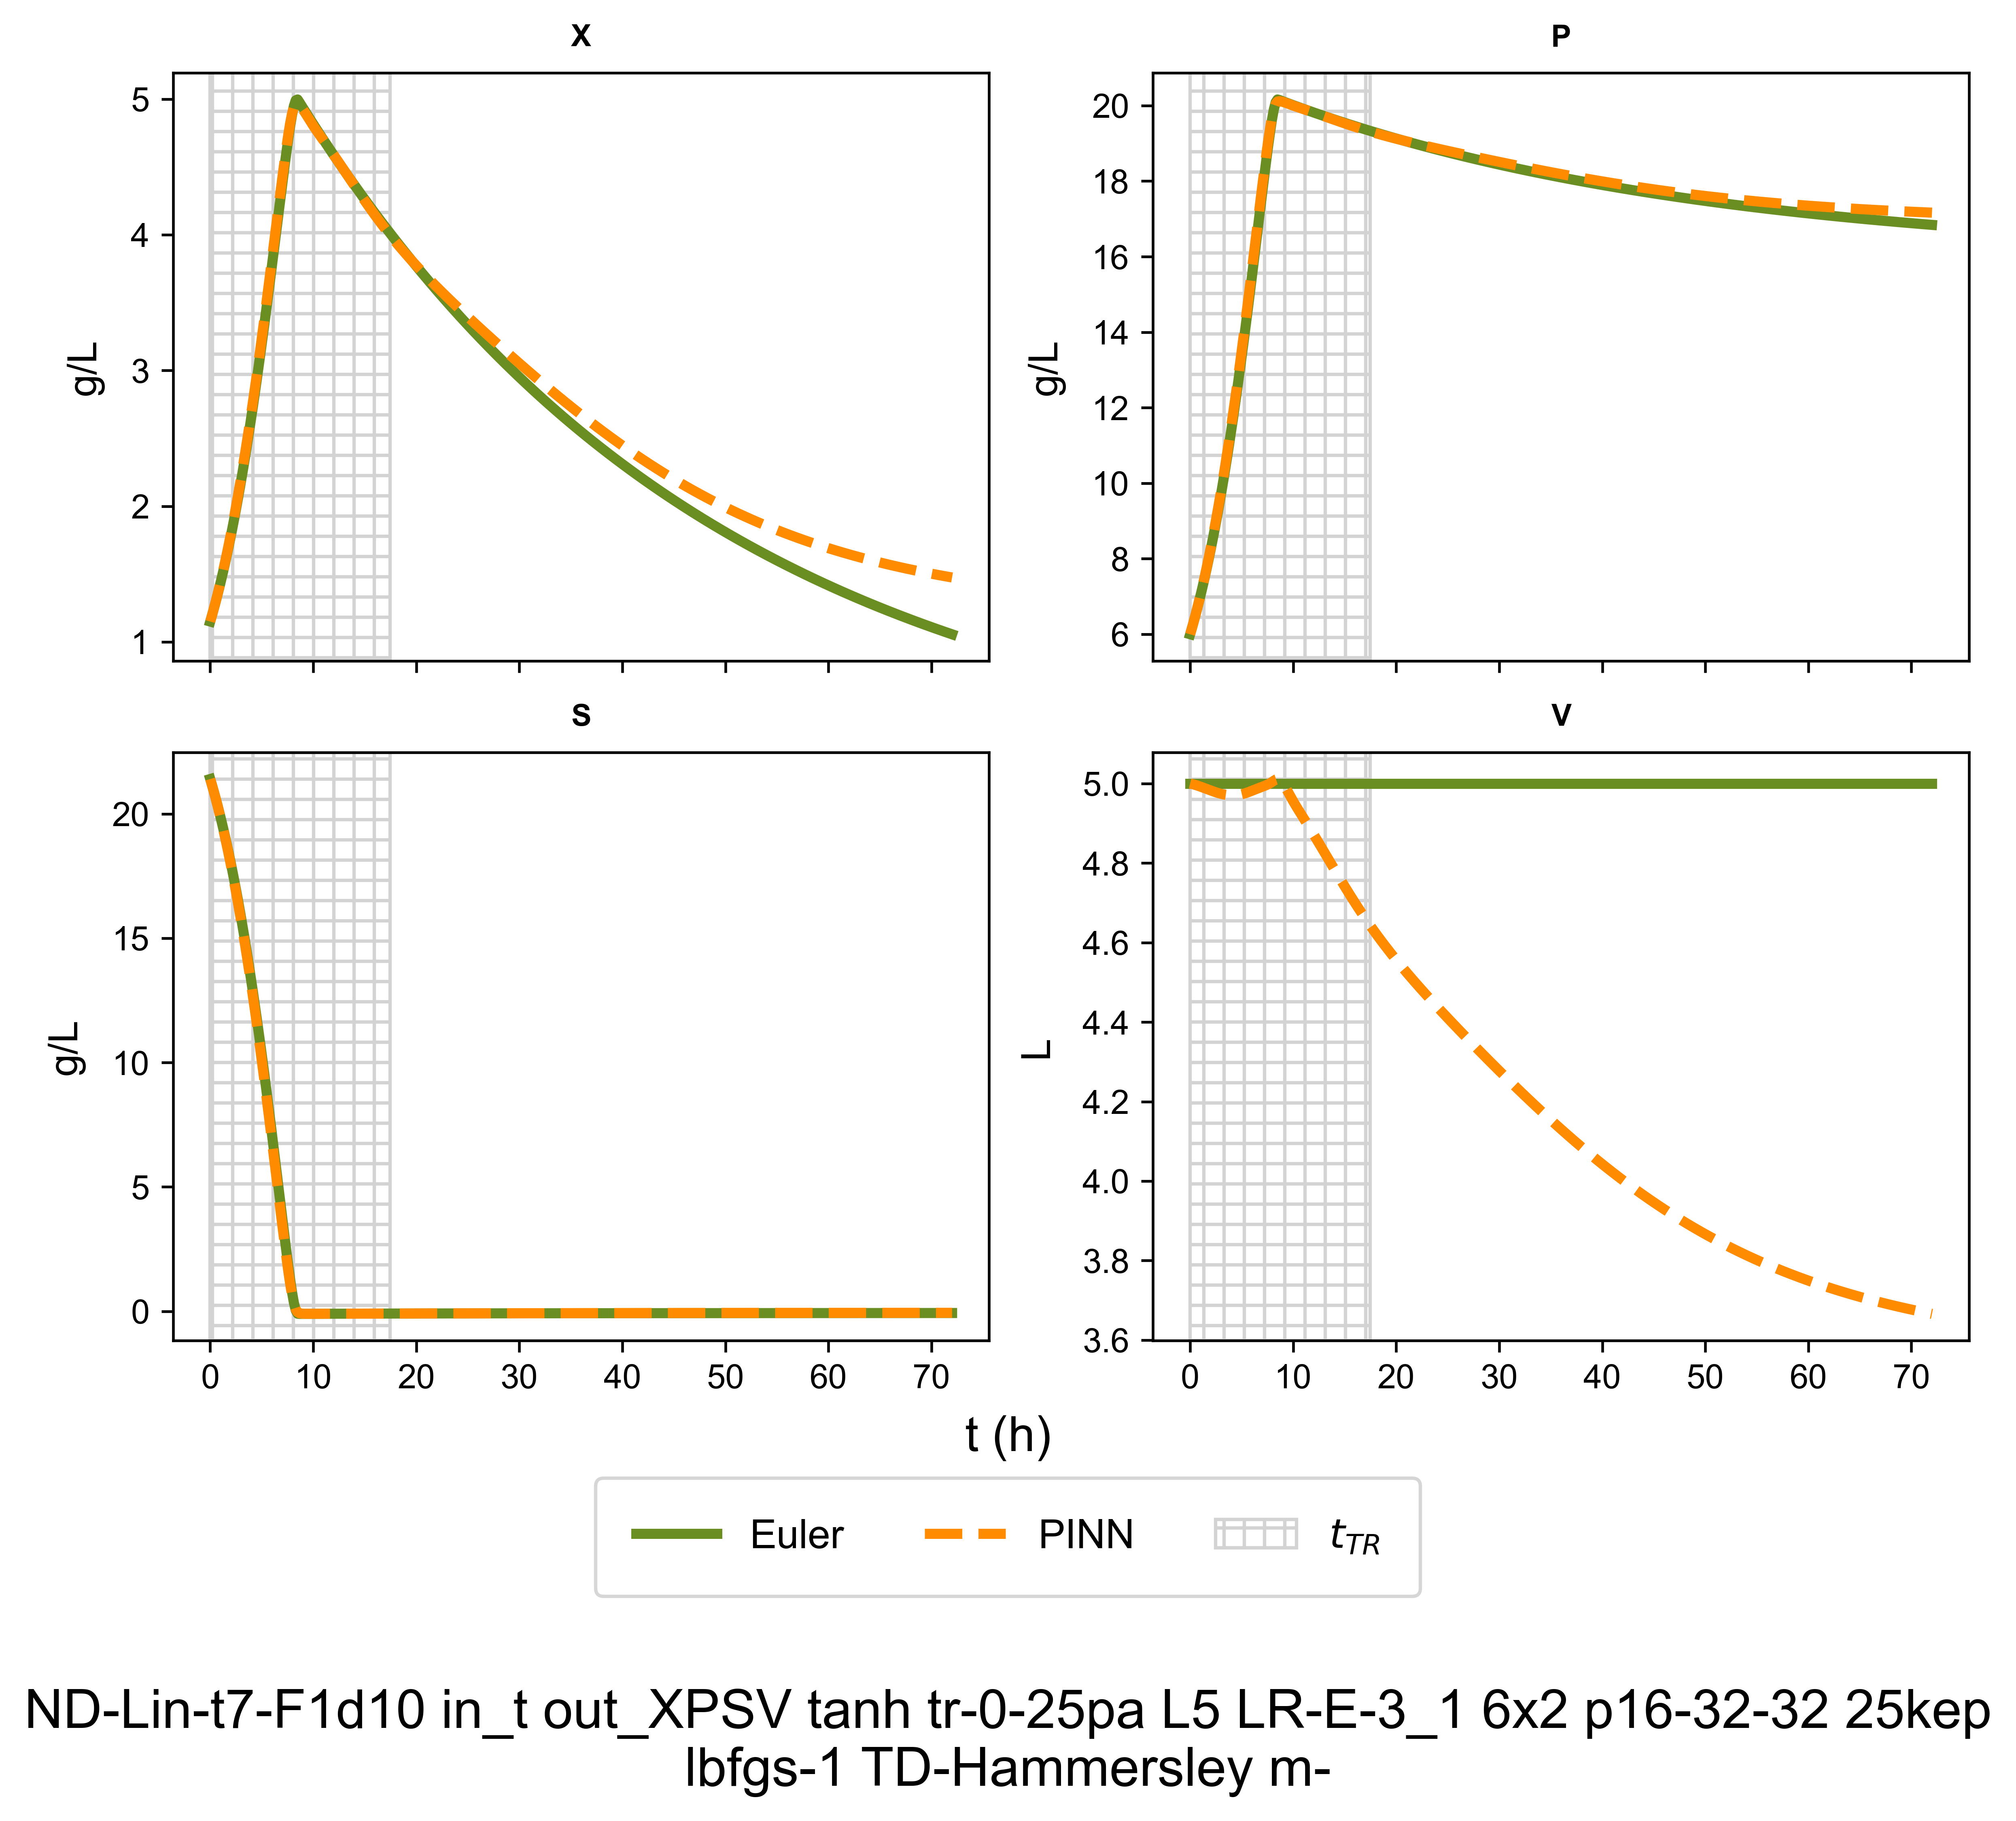 X
5
4
3
2
1
g/L
P
20
18
16
14
12
10
8
6
g/L
S
20
15
10
5
0
g/L
0 10 20 30 40 50 60 70
V
5.0
4.8
4.6
4.4
4.2
4.0
3.8
3.6
L
0 10 20 30 40 50 60 70
t (h)
Euler PINN t_TR
ND-Lin-t7-F1d10 in_t out_XPSV tanh tr-0-25pa L5 LR-E-3_1 6x2 p16-32-32 25kep
lbfgs-1 TD-Hammersley m-